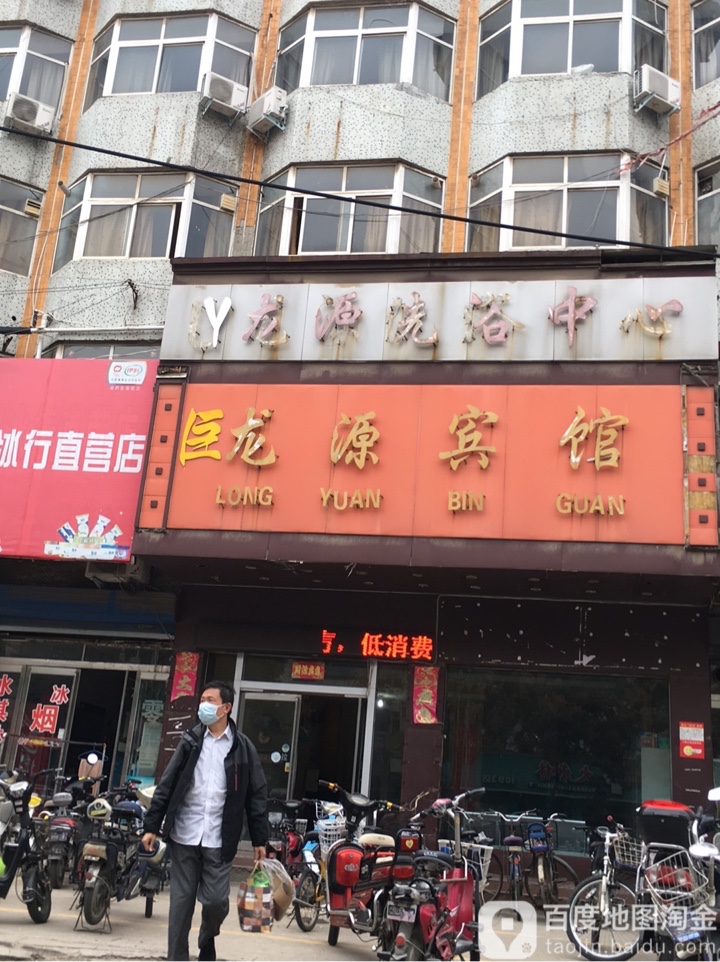 Y龙源洗浴中心
巨龙源宾馆
LONG YUAN BIN GUAN
冰行直营店
，低消费
冰
烟
零
百度地图淘金
taojin.baidu.com